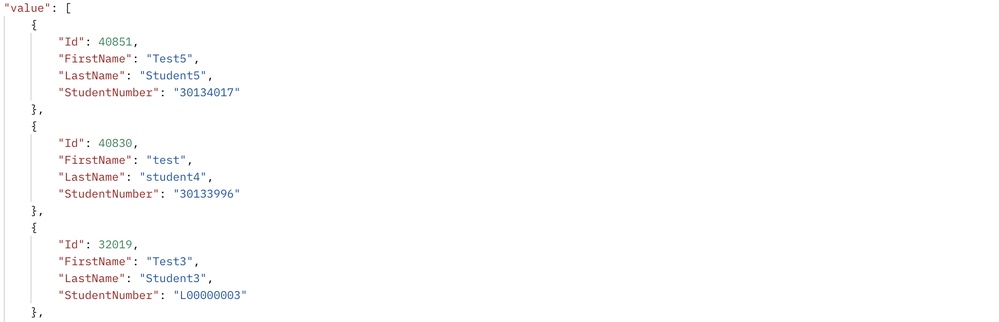 "value": [
{
"Id": 40851,
"FirstName": "Test5",
"LastName": "Student5",
"StudentNumber": "30134017"
},
{
"Id": 40830,
"FirstName": "test",
"LastName": "student4",
"StudentNumber": "30133996"
},
{
"Id": 32019,
"FirstName": "Test3",
"LastName": "Student3",
"StudentNumber": "L00000003"
},